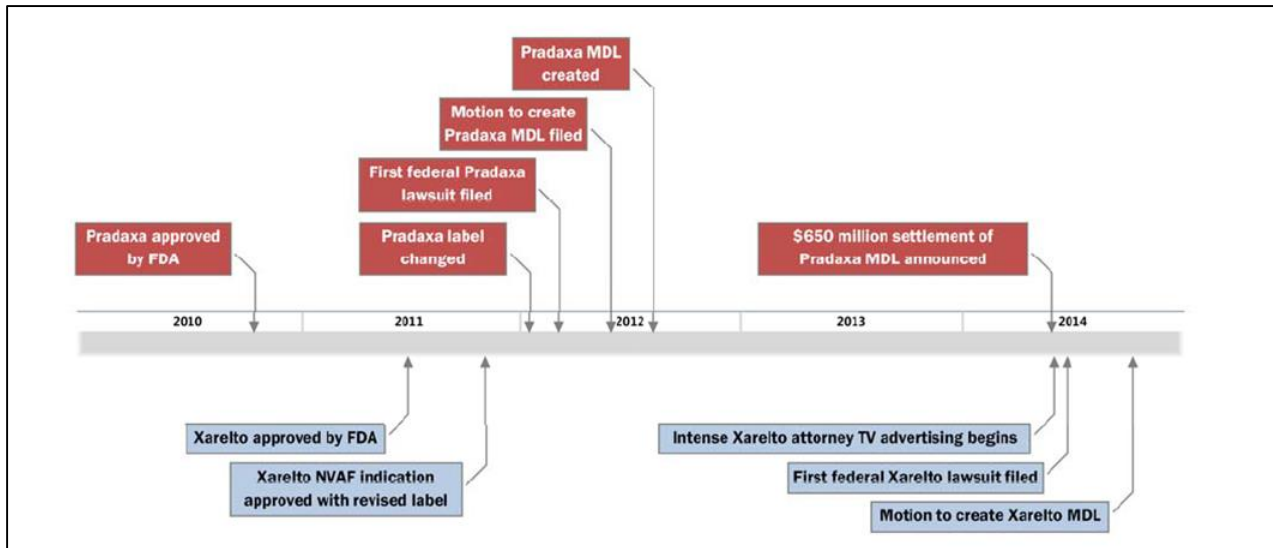 Pradaxa MDL
created
Motion to create
Pradaxa MDL filed
First federal Pradaxa
lawsuit filed
Pradaxa approved
by FDA
Pradaxa label
changed
$650 million settlement of
Pradaxa MDL announced
2010
2011
2012
2013
2014
Xarelto approved by FDA
Xarelto NVAF indication
approved with revised label
Intense Xarelto attorney TV advertising begins
First federal Xarelto lawsuit filed
Motion to create Xarelto MDL